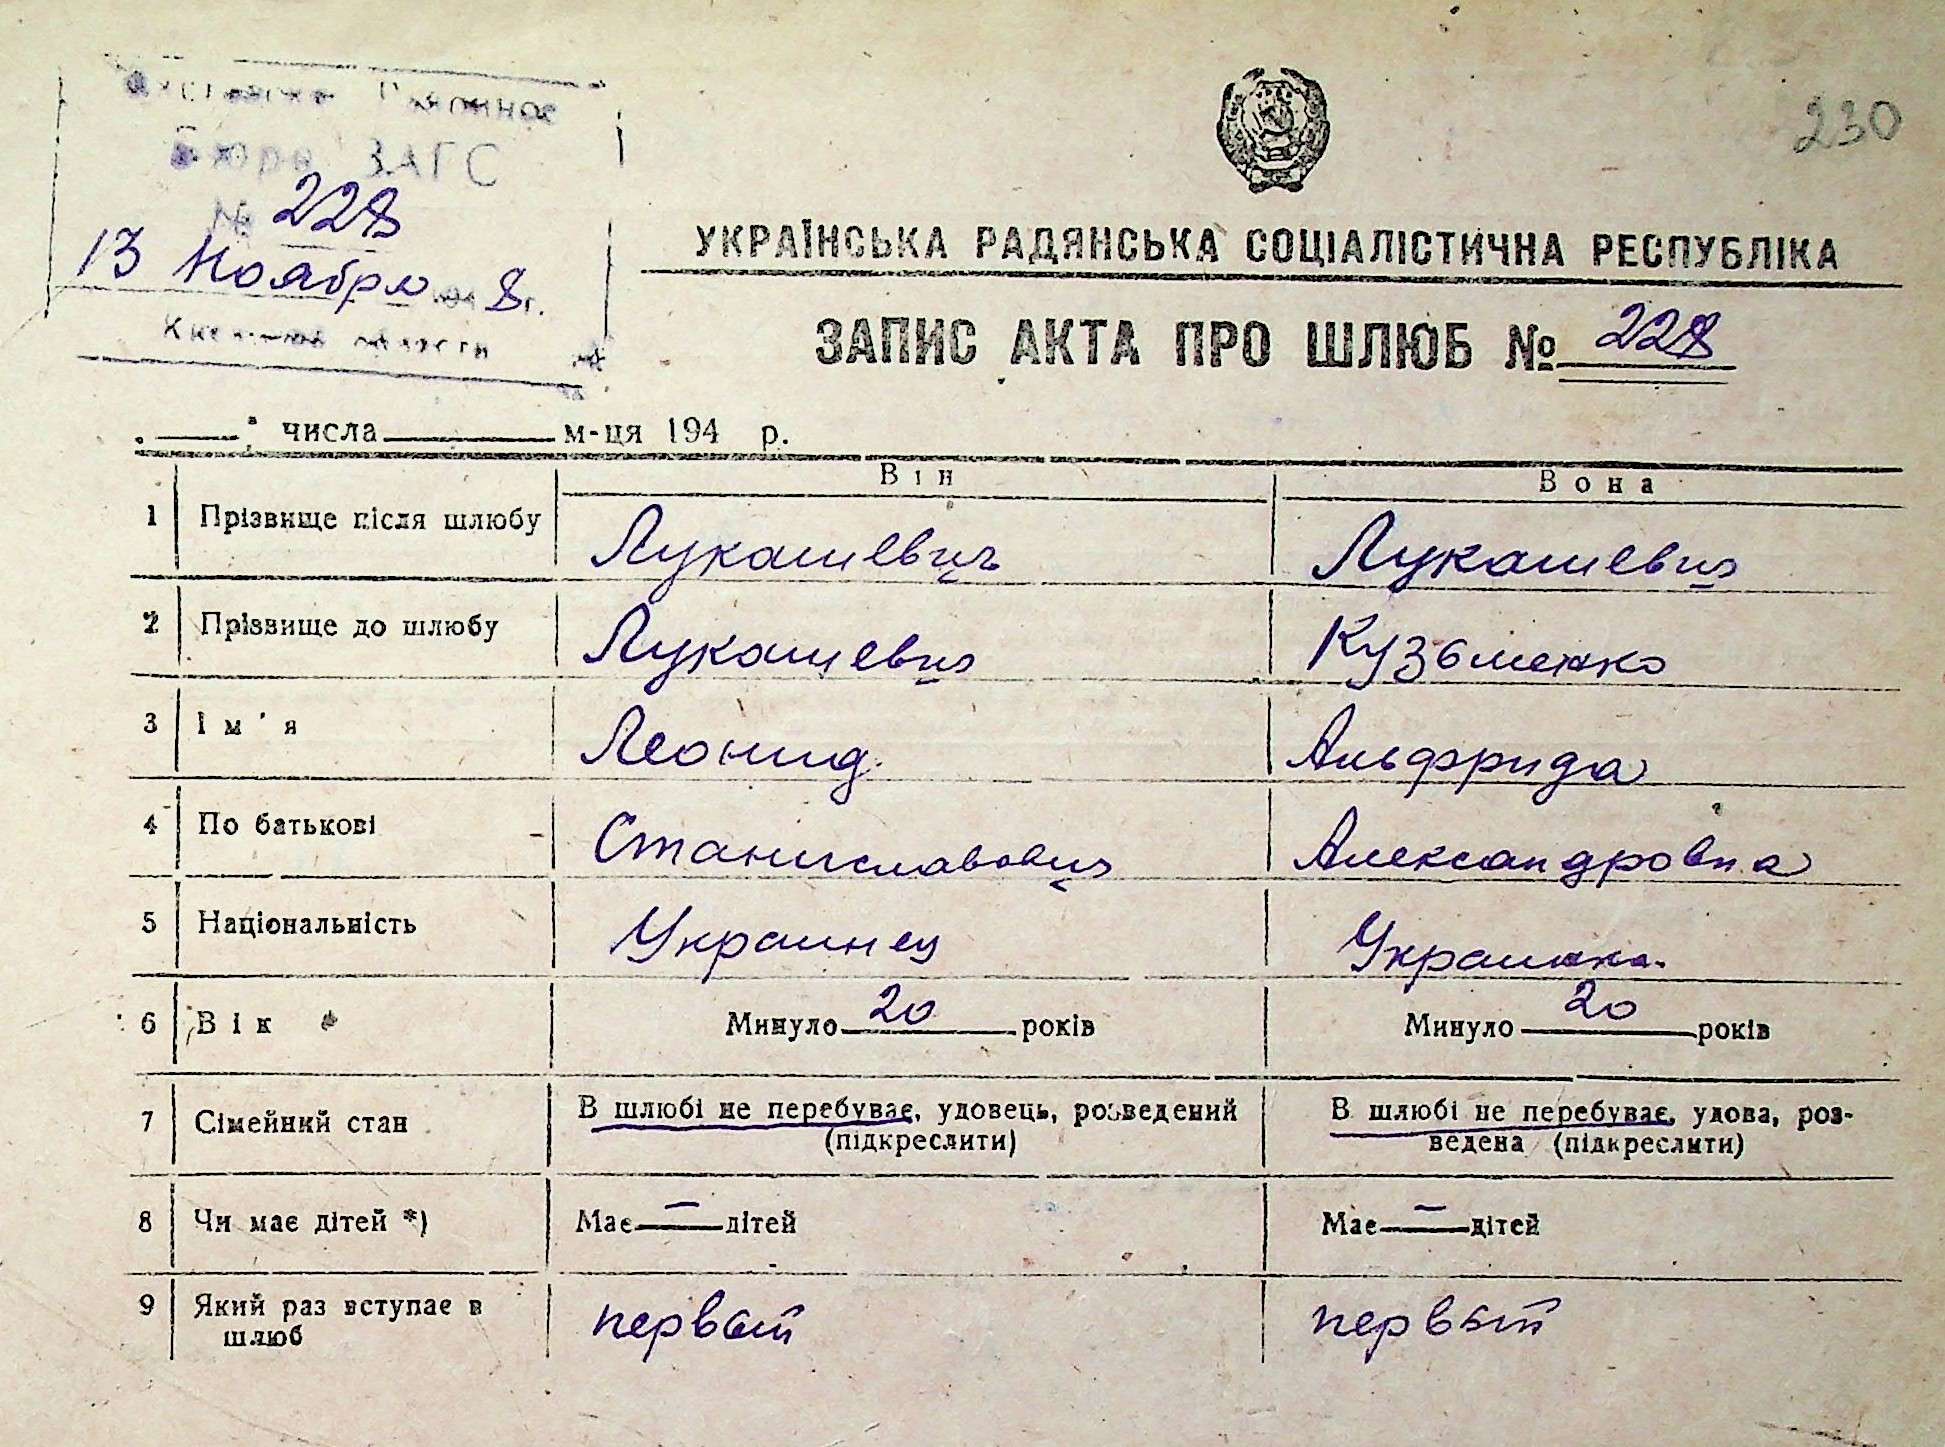 Бюро ЗАГС
№ 228
13 Ноября 194 8 г.
230
УКРАЇНСЬКА РАДЯНСЬКА СОЦІАЛІСТИЧНА РЕСПУБЛІКА
ЗАПИС АКТА ПРО ШЛЮБ № 228
„ ” числа м-ця 194 р.
Він Вона
1 Прізвище після шлюбу Лукашевич Лукашевич
2 Прізвище до шлюбу Лукашевич Кузьменко
3 Ім'я Леонид Альфрида
4 По батькові Станиславович Александровна
5 Національність Украинец Украинка
6 Вік Минуло 20 років Минуло 20 років
7 Сімейний стан В шлюбі не перебуває, удовець, розведений (підкреслити) В шлюбі не перебуває, удова, роз-
ведена (підкреслити)
8 Чи має дітей *) Має — дітей Має — дітей
9 Який раз вступає в шлюб первый первый